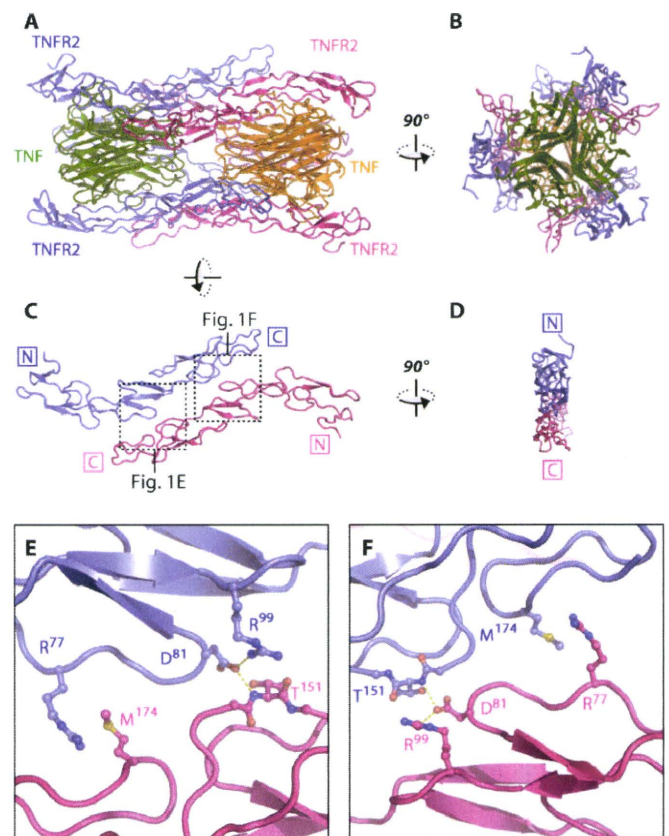 A
B
TNFR2
TNFR2
TNF
TNF
TNFR2
TNFR2
90°
C
D
Fig. 1F
N
C
C
N
Fig. 1E
90°
N
C
E
F
R99
R77
D81
T151
M174
M174
T151
D81
R77
R99